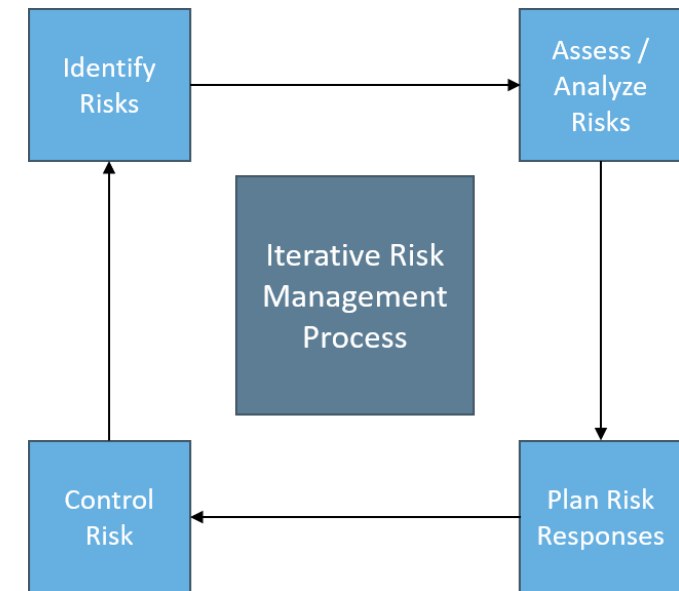 Identify
Risks
Assess /
Analyze
Risks
Iterative Risk
Management
Process
Control
Risk
Plan Risk
Responses